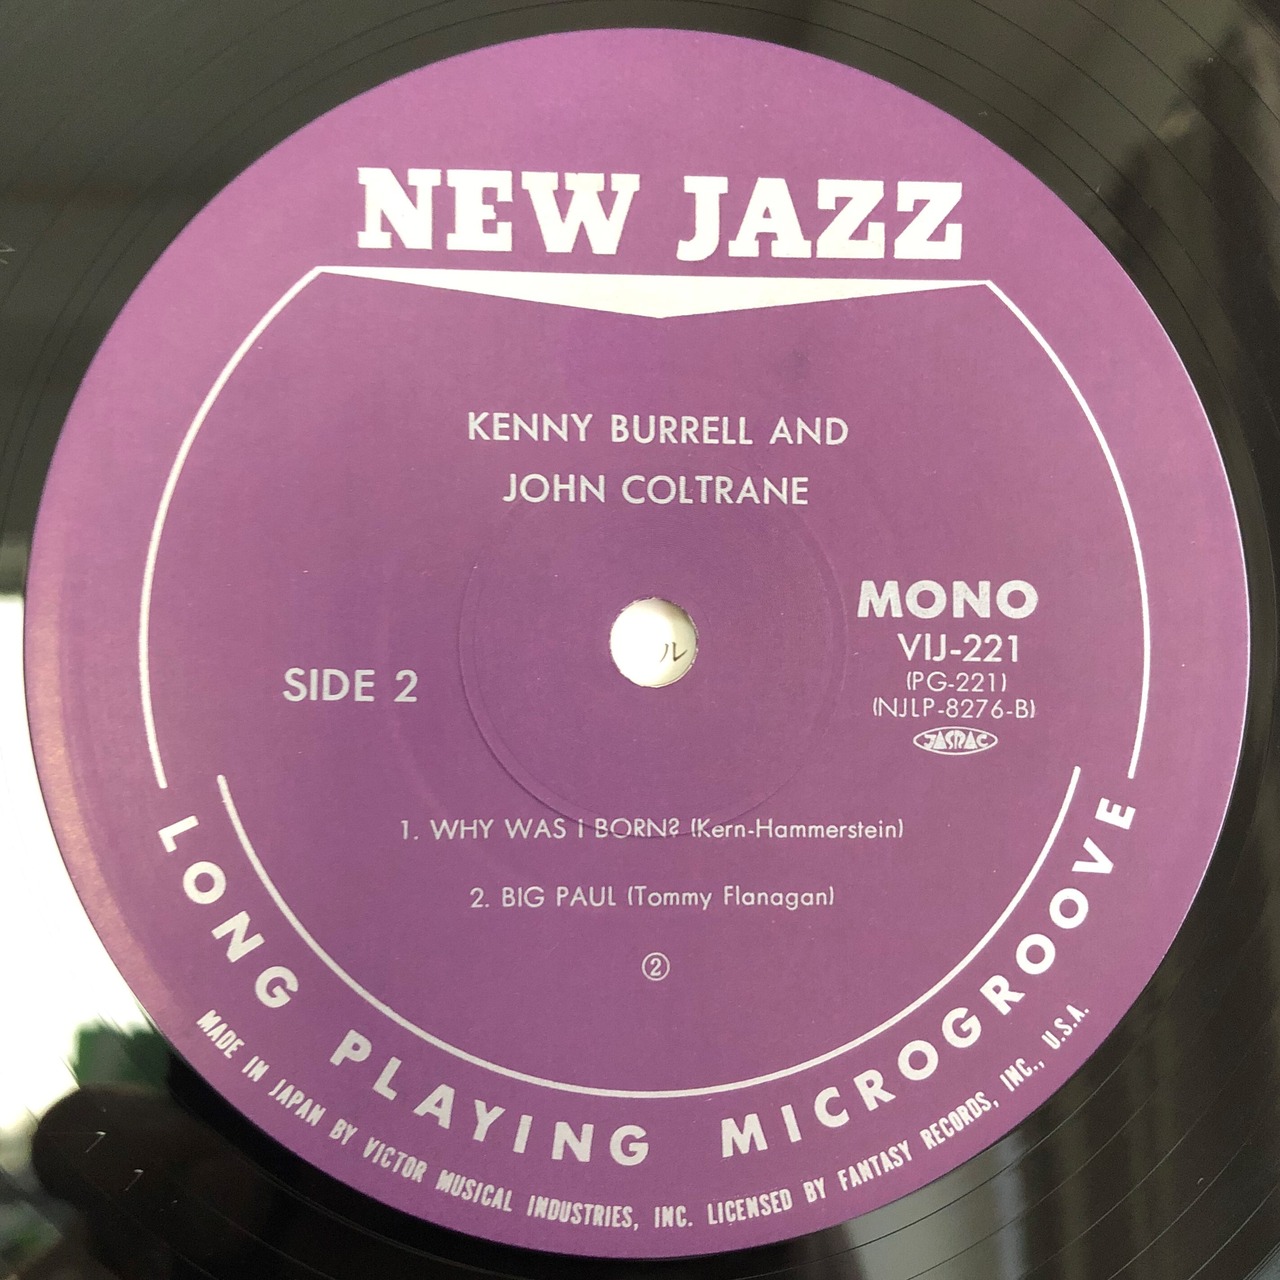 NEW JAZZ
KENNY BURRELL AND
JOHN COLTRANE
MONO
VIJ-221
(PG-221)
(NJLP-8276-B)
JASRAC
SIDE 2
ル
1. WHY WAS I BORN? (Kern-Hammerstein)
2. BIG PAUL (Tommy Flanagan)
②
LONG PLAYING MICROGROOVE
MADE IN JAPAN BY VICTOR MUSICAL INDUSTRIES, INC. LICENSED BY FANTASY RECORDS, INC., U.S.A.